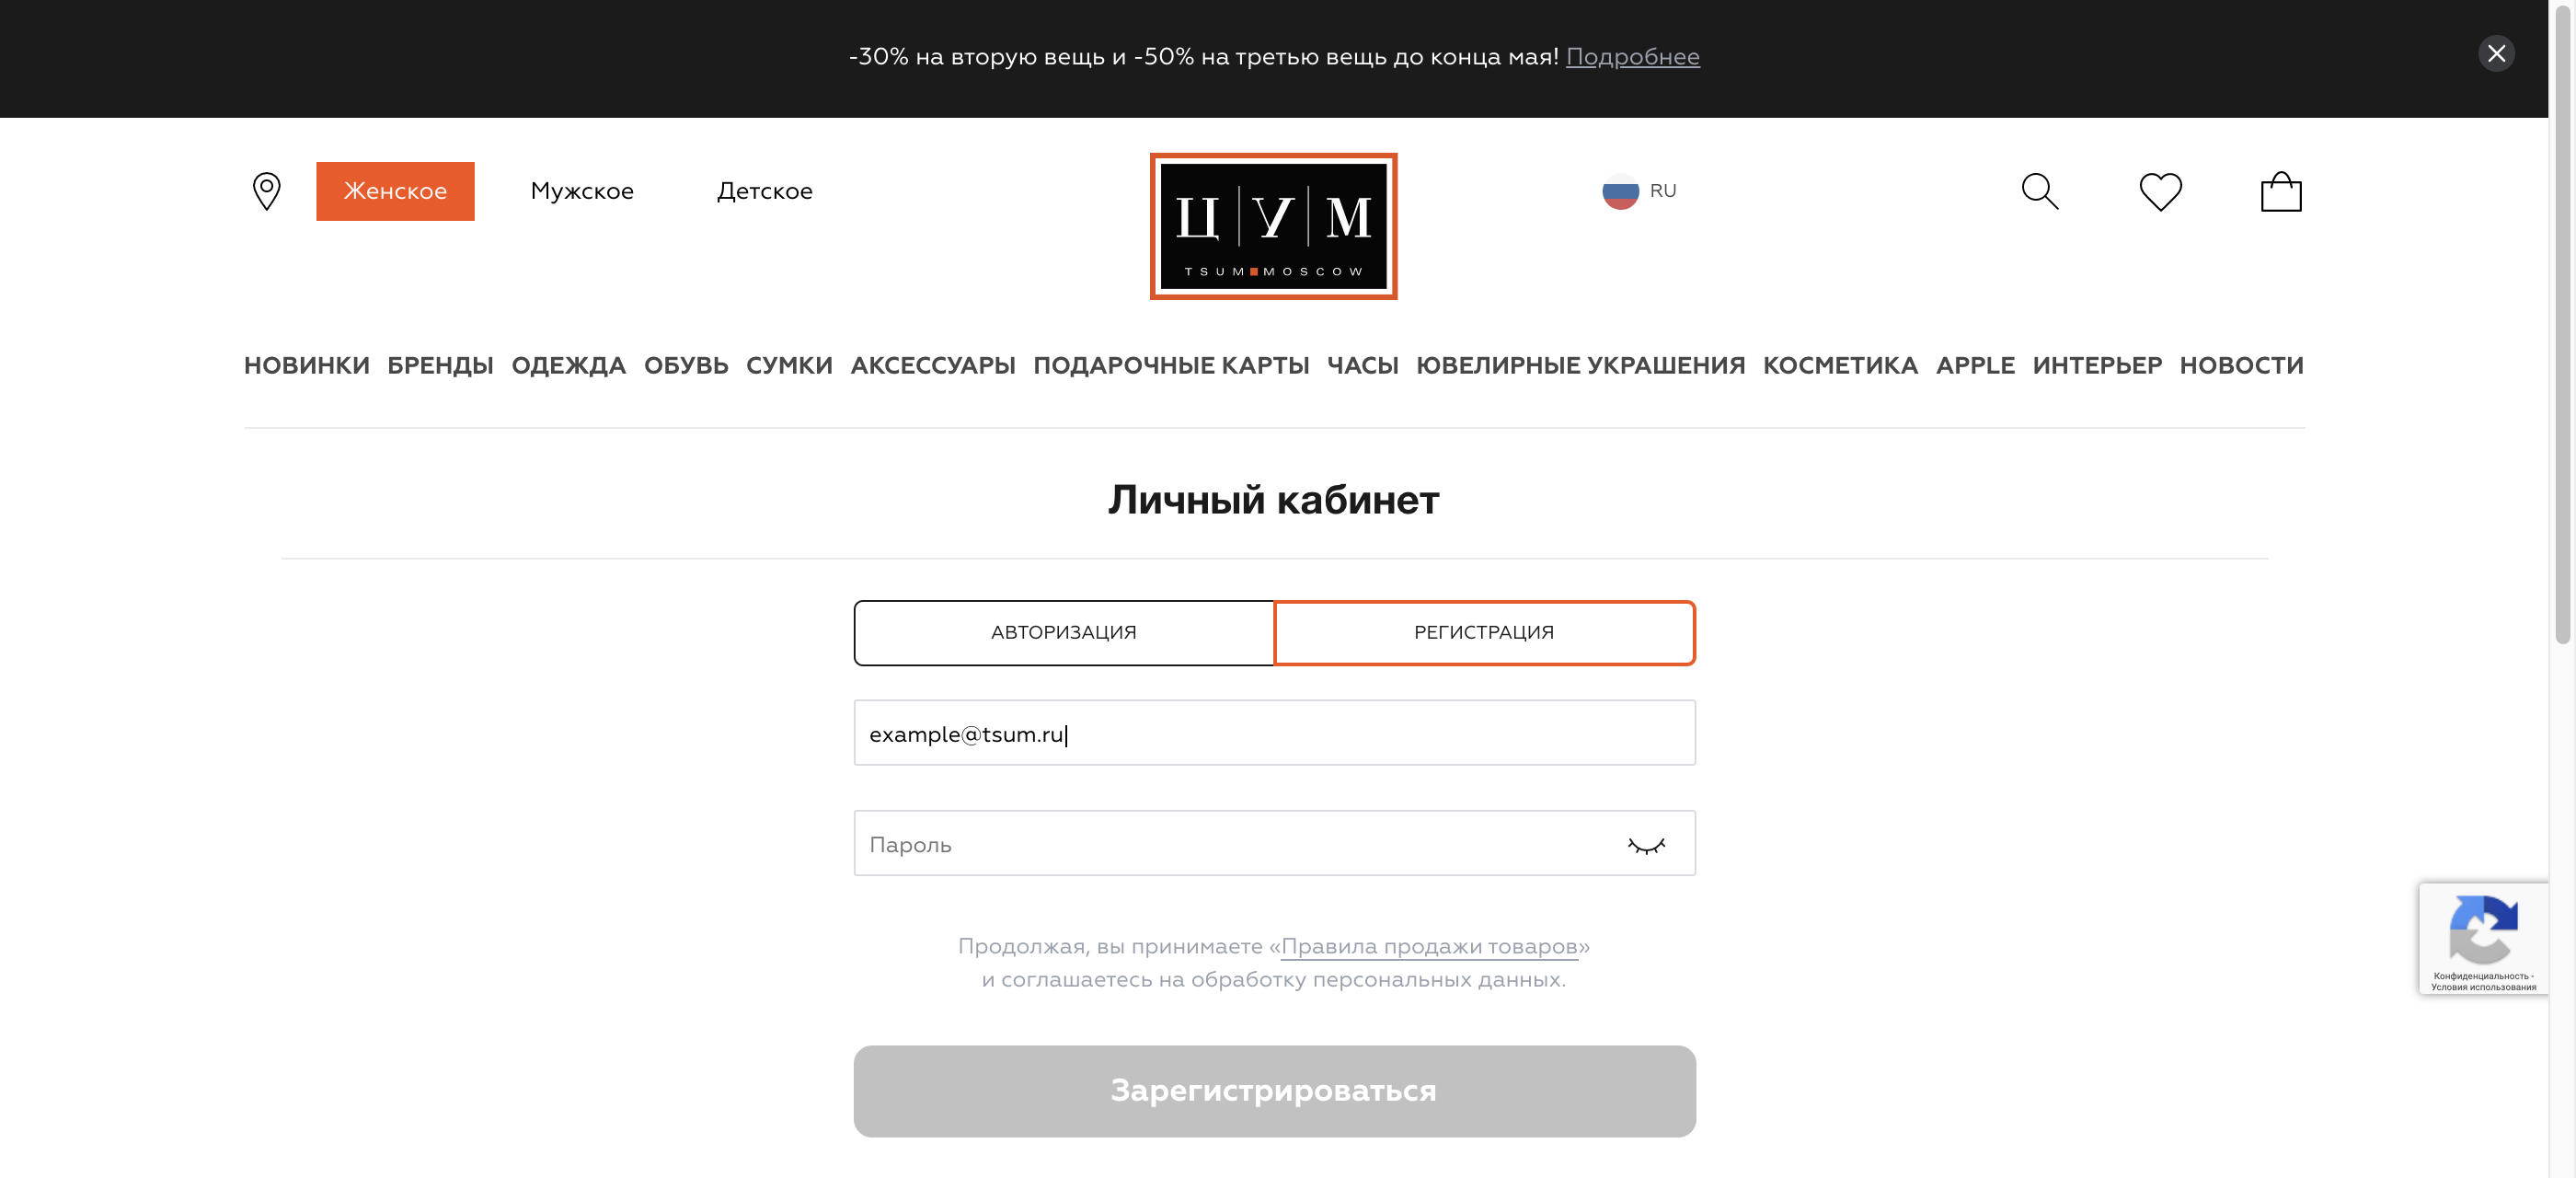 -30% на вторую вещь и -50% на третью вещь до конца мая! Подробнее
Женское Мужское Детское
ЦУМ
TSUM MOSCOW
RU
НОВИНКИ БРЕНДЫ ОДЕЖДА ОБУВЬ СУМКИ АКСЕССУАРЫ ПОДАРОЧНЫЕ КАРТЫ ЧАСЫ ЮВЕЛИРНЫЕ УКРАШЕНИЯ КОСМЕТИКА APPLE ИНТЕРЬЕР НОВОСТИ
Личный кабинет
АВТОРИЗАЦИЯ РЕГИСТРАЦИЯ
example@tsum.ru
Пароль
Продолжая, вы принимаете «Правила продажи товаров»
и соглашаетесь на обработку персональных данных.
Конфиденциальность -
Условия использования
Зарегистрироваться